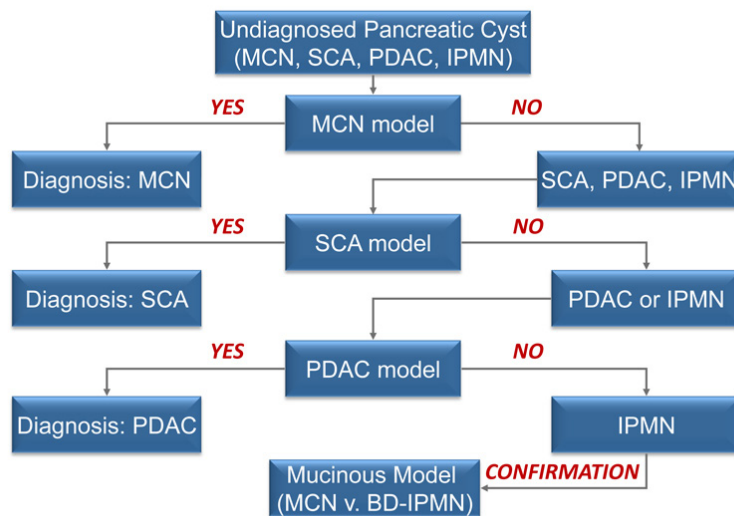 Undiagnosed Pancreatic Cyst
(MCN, SCA, PDAC, IPMN)
YES
MCN model
NO
Diagnosis: MCN
SCA, PDAC, IPMN
YES
SCA model
NO
Diagnosis: SCA
PDAC or IPMN
YES
PDAC model
NO
Diagnosis: PDAC
IPMN
Mucinous Model
(MCN v. BD-IPMN)
CONFIRMATION